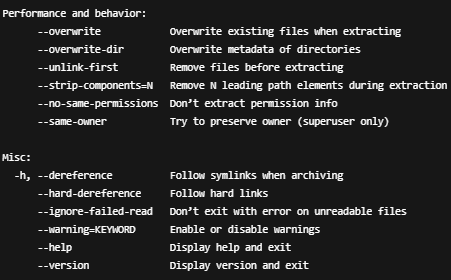 Performance and behavior:
--overwrite Overwrite existing files when extracting
--overwrite-dir Overwrite metadata of directories
--unlink-first Remove files before extracting
--strip-components=N Remove N leading path elements during extraction
--no-same-permissions Don’t extract permission info
--same-owner Try to preserve owner (superuser only)
Misc:
-h, --dereference Follow symlinks when archiving
--hard-dereference Follow hard links
--ignore-failed-read Don’t exit with error on unreadable files
--warning=KEYWORD Enable or disable warnings
--help Display help and exit
--version Display version and exit